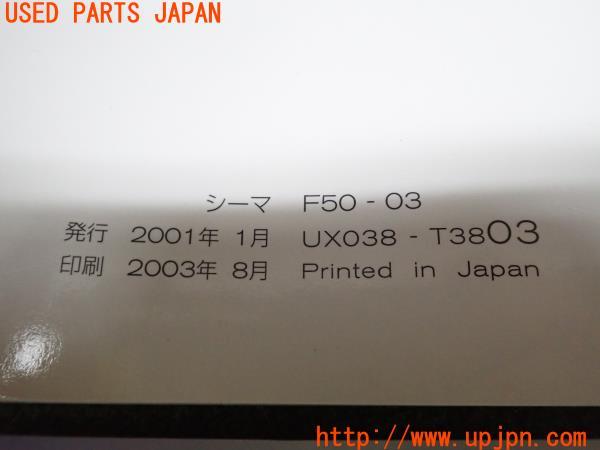 USED PARTS JAPAN
シーマ F50 - 03
発行 2001年 1月 UX038 - T3803
印刷 2003年 8月 Printed in Japan
http://www.upjpn.com/